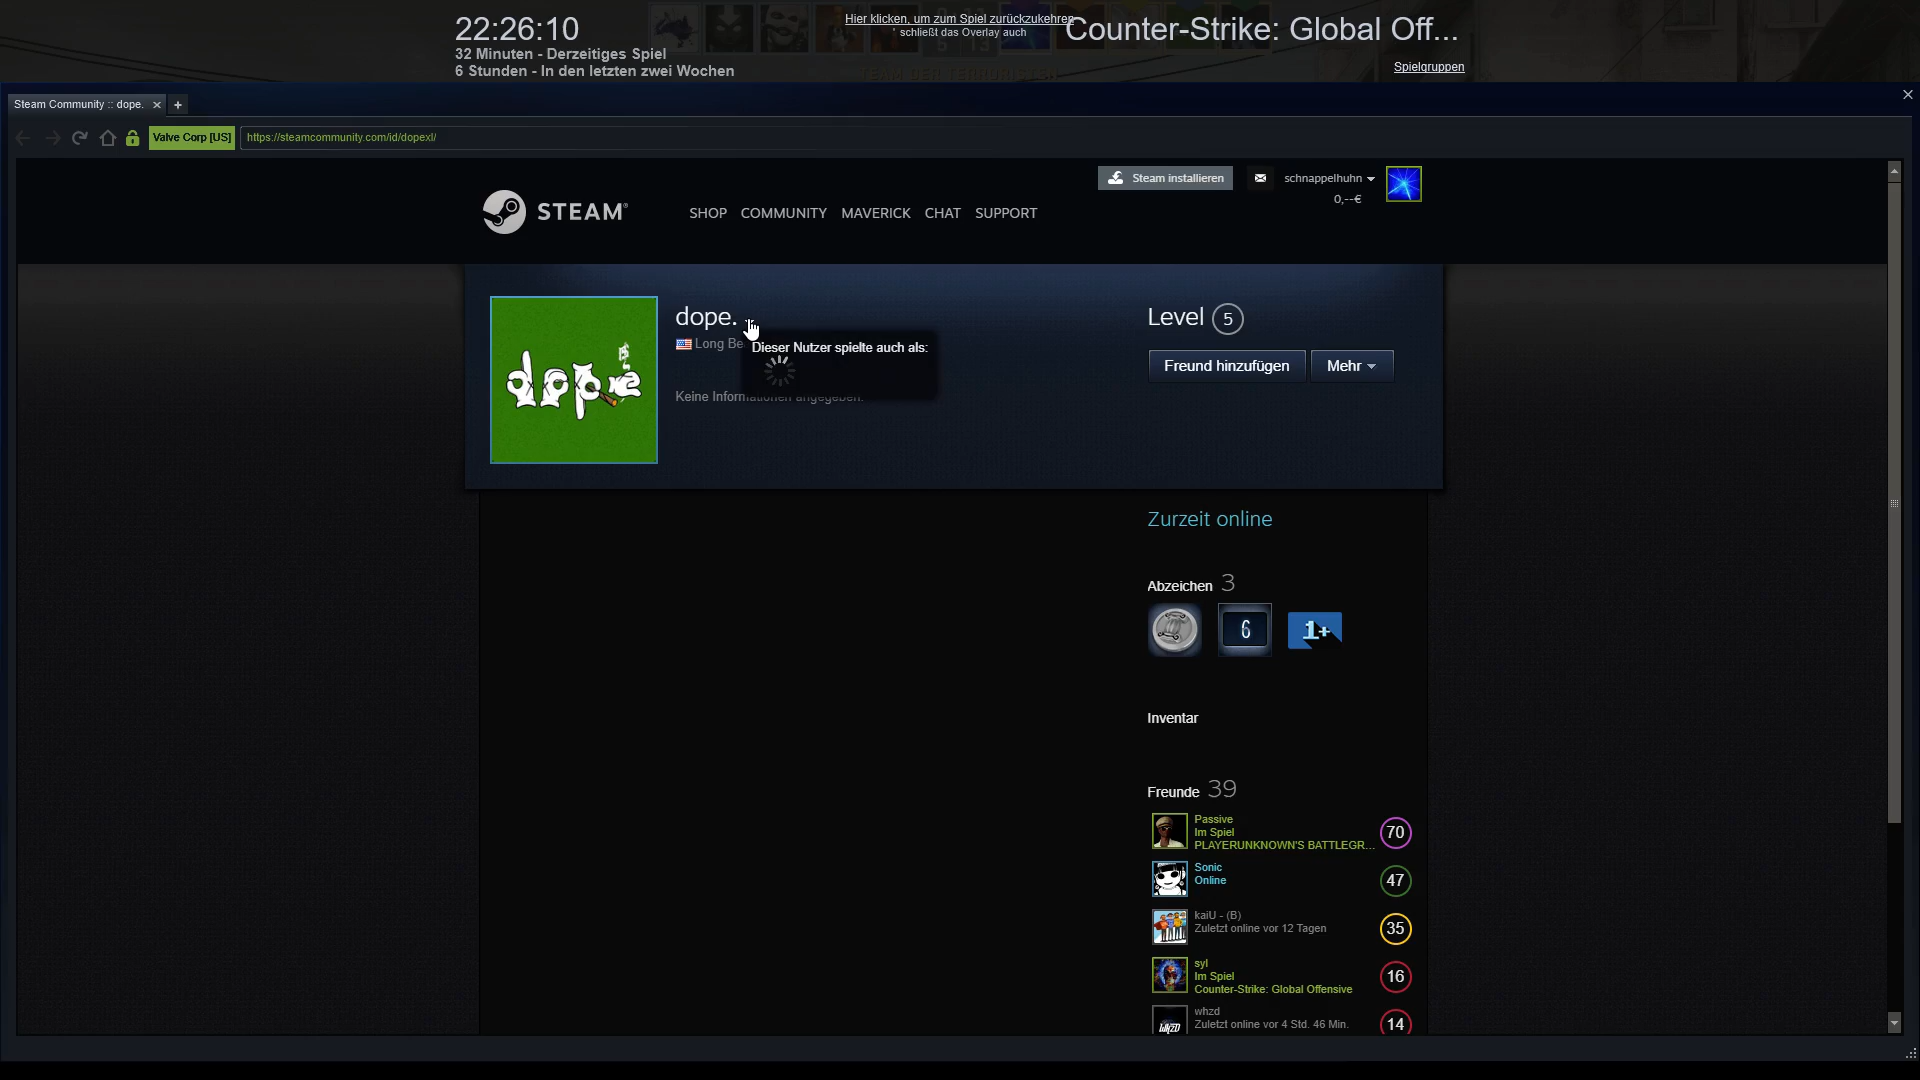 22:26:10
32 Minuten - Derzeitiges Spiel
6 Stunden - In den letzten zwei Wochen
Hier klicken, um zum Spiel zurückzukehren
schließt das Overlay auch
Counter-Strike: Global Off...
Spielgruppen
TEAM DER TERRORISTEN
Steam Community :: dope.
Valve Corp [US]
https://steamcommunity.com/id/dopexl/
Steam installieren
schnappelhuhn
0,--€
STEAM
SHOP COMMUNITY MAVERICK CHAT SUPPORT
dope
dope.
Long Be
Dieser Nutzer spielte auch als:
Keine Informationen angegeben.
Level 5
Freund hinzufügen
Mehr
Zurzeit online
Abzeichen 3
6
1+
Inventar
Freunde 39
Passive
Im Spiel
PLAYERUNKNOWN'S BATTLEGR...
70
Sonic
Online
47
kaiU - (B)
Zuletzt online vor 12 Tagen
35
syl
Im Spiel
Counter-Strike: Global Offensive
16
whzd
Zuletzt online vor 4 Std. 46 Min.
14